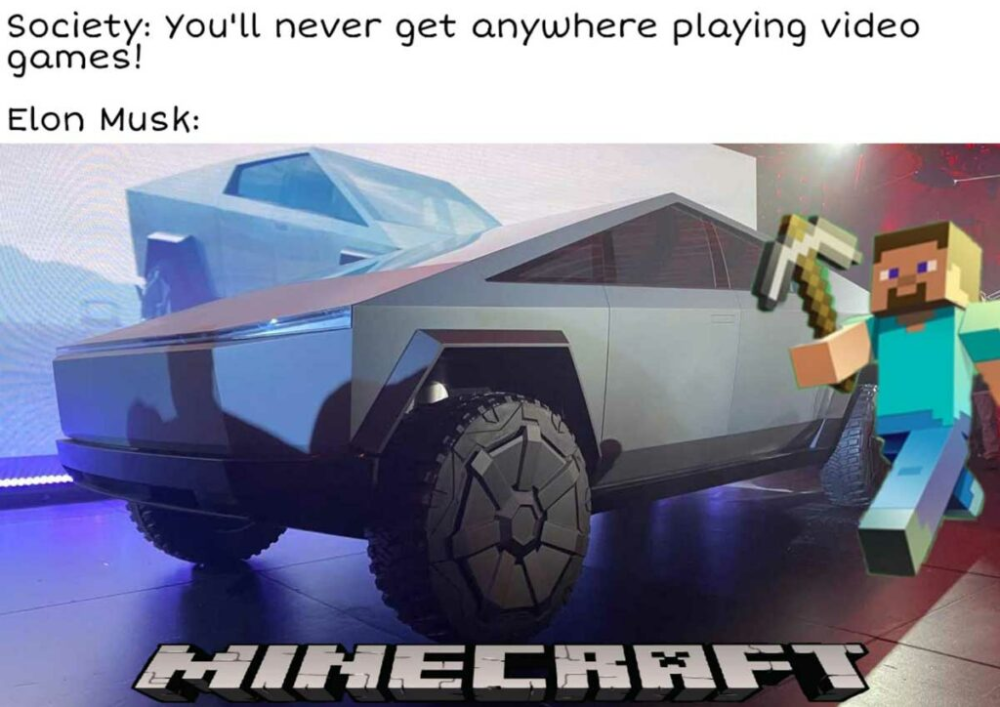 Society: You'll never get anywhere playing video
games!
Elon Musk:
MINECRAFT